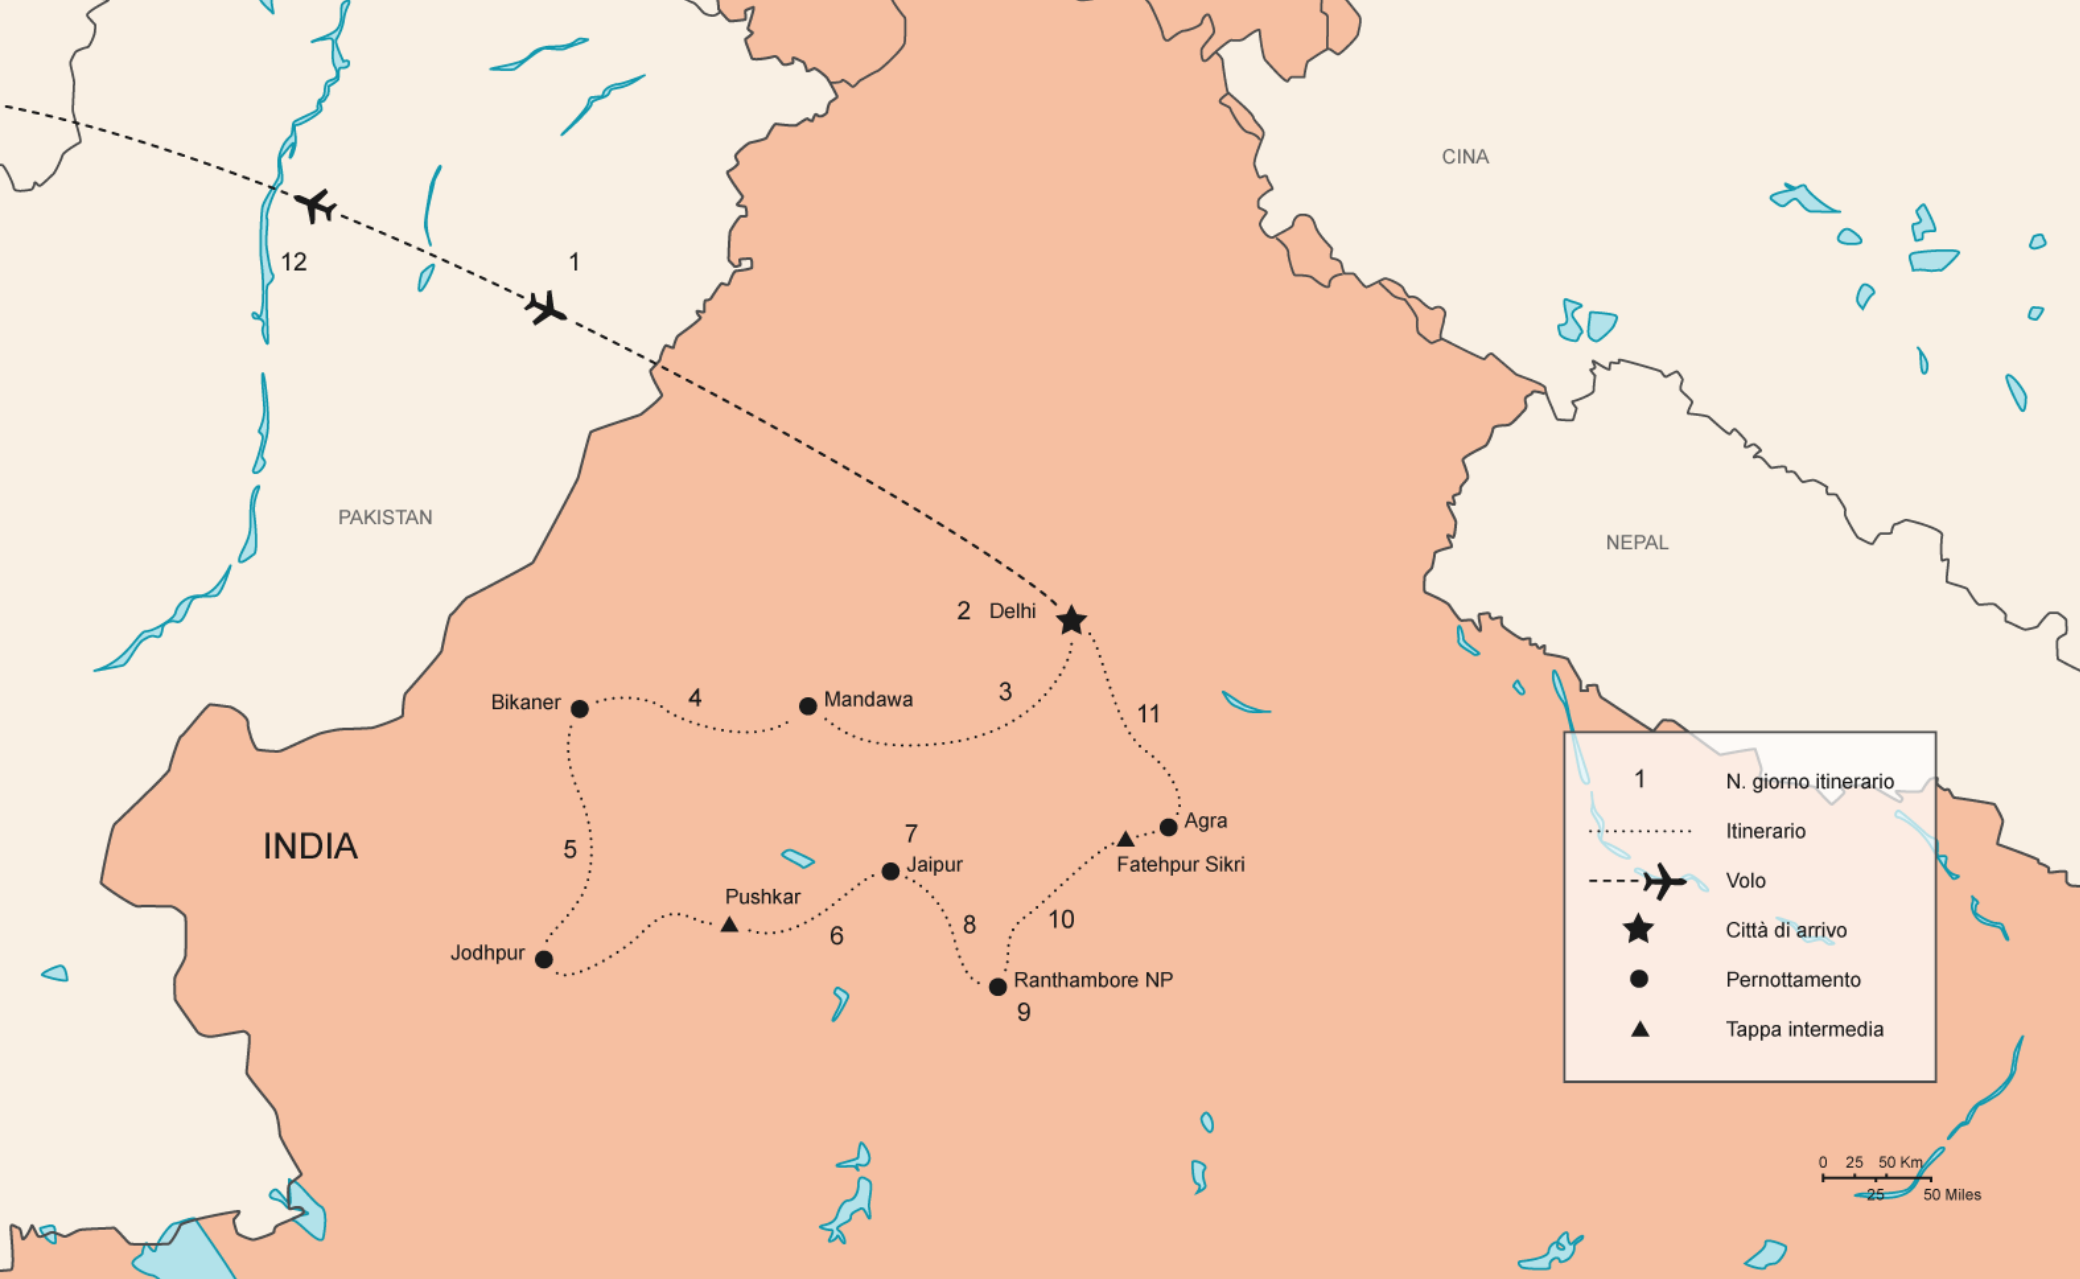 CINA
12
1
PAKISTAN
NEPAL
2 Delhi
Bikaner
4
Mandawa
3
11
INDIA
5
7
Jaipur
Agra
Fatehpur Sikri
Pushkar
6
8
10
Jodhpur
Ranthambore NP
9
1 N. giorno itinerario
Itinerario
Volo
Città di arrivo
Pernottamento
Tappa intermedia
0 25 50 Km
25 50 Miles